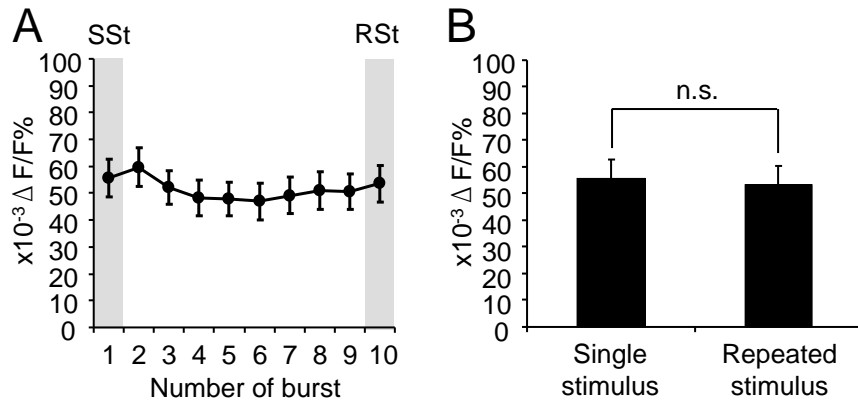 A
SSt
RSt
x10⁻³ Δ F/F%
100
90
80
70
60
50
40
30
20
10
0
1 2 3 4 5 6 7 8 9 10
Number of burst
B
n.s.
x10⁻³ Δ F/F%
100
90
80
70
60
50
40
30
20
10
0
Single
stimulus
Repeated
stimulus